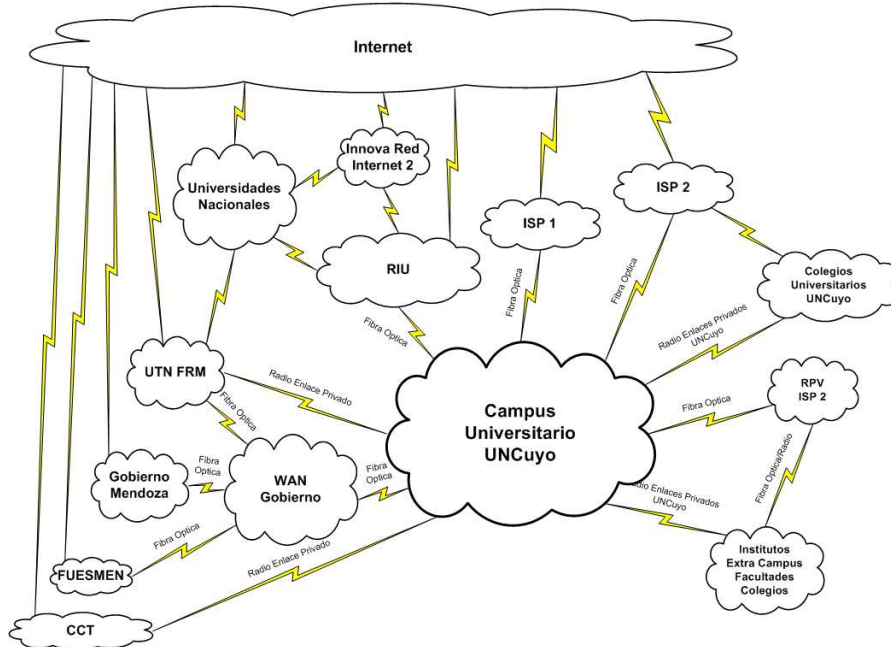 Internet
Innova Red
Internet 2
Universidades
Nacionales
ISP 2
ISP 1
RIU
Colegios
Universitarios
UNCuyo
Fibra Optica
Fibra Optica
Fibra Optica
Radio Enlaces Privados
UNCuyo
UTN FRM
Radio Enlace Privado
Fibra Optica
RPV
ISP 2
Fibra Optica
Campus
Universitario
UNCuyo
Gobierno
Mendoza
Fibra
Optica
WAN
Gobierno
Fibra
Optica
Fibra Optica/Radio
Radio Enlaces Privados
UNCuyo
Fibra Optica
Radio Enlace Privado
FUESMEN
Institutos
Extra Campus
Facultades
Colegios
CCT